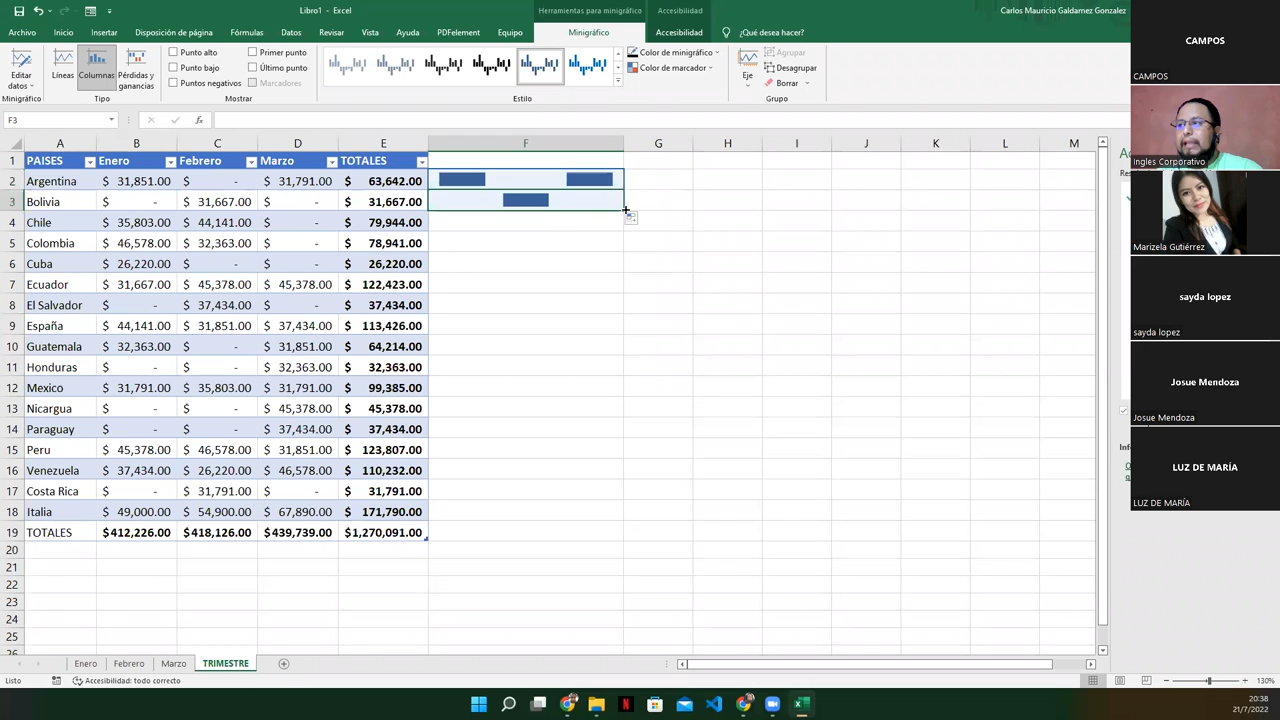 Libro1 - Excel
Herramientas para minigráfico
Accesibilidad
Carlos Mauricio Galdamez Gonzalez
Archivo Inicio Insertar Disposición de página Fórmulas Datos Revisar Vista Ayuda PDFelement Equipo Minigráfico Accesibilidad ¿Qué desea hacer?
Editar datos
Líneas
Columnas
Pérdidas y ganancias
Punto alto
Primer punto
Punto bajo
Último punto
Puntos negativos
Marcadores
Color de minigráfico
Color de marcador
Eje
Agrupar
Desagrupar
Borrar
Minigráfico Tipo Mostrar Estilo Grupo
F3 fx
A B C D E F G H I J K L M
1 PAISES Enero Febrero Marzo TOTALES
2 Argentina $ 31,851.00 $ - $ 31,791.00 $ 63,642.00
3 Bolivia $ - $ 31,667.00 $ - $ 31,667.00
4 Chile $ 35,803.00 $ 44,141.00 $ - $ 79,944.00
5 Colombia $ 46,578.00 $ 32,363.00 $ - $ 78,941.00
6 Cuba $ 26,220.00 $ - $ - $ 26,220.00
7 Ecuador $ 31,667.00 $ 45,378.00 $ 45,378.00 $ 122,423.00
8 El Salvador $ - $ 37,434.00 $ - $ 37,434.00
9 España $ 44,141.00 $ 31,851.00 $ 37,434.00 $ 113,426.00
10 Guatemala $ 32,363.00 $ - $ 31,851.00 $ 64,214.00
11 Honduras $ - $ - $ 32,363.00 $ 32,363.00
12 Mexico $ 31,791.00 $ 35,803.00 $ 31,791.00 $ 99,385.00
13 Nicargua $ - $ - $ 45,378.00 $ 45,378.00
14 Paraguay $ - $ - $ 37,434.00 $ 37,434.00
15 Peru $ 45,378.00 $ 46,578.00 $ 31,851.00 $ 123,807.00
16 Venezuela $ 37,434.00 $ 26,220.00 $ 46,578.00 $ 110,232.00
17 Costa Rica $ - $ 31,791.00 $ - $ 31,791.00
18 Italia $ 49,000.00 $ 54,900.00 $ 67,890.00 $ 171,790.00
19 TOTALES $412,226.00 $418,126.00 $439,739.00 $1,270,091.00
20
21
22
23
24
25
Enero Febrero Marzo TRIMESTRE
Listo Accesibilidad: todo correcto 130%
20:38
21/7/2022
CAMPOS
CAMPOS
Ingles Corporativo
Marizela Gutiérrez
sayda lopez
sayda lopez
Josue Mendoza
Josue Mendoza
LUZ DE MARÍA
LUZ DE MARÍA